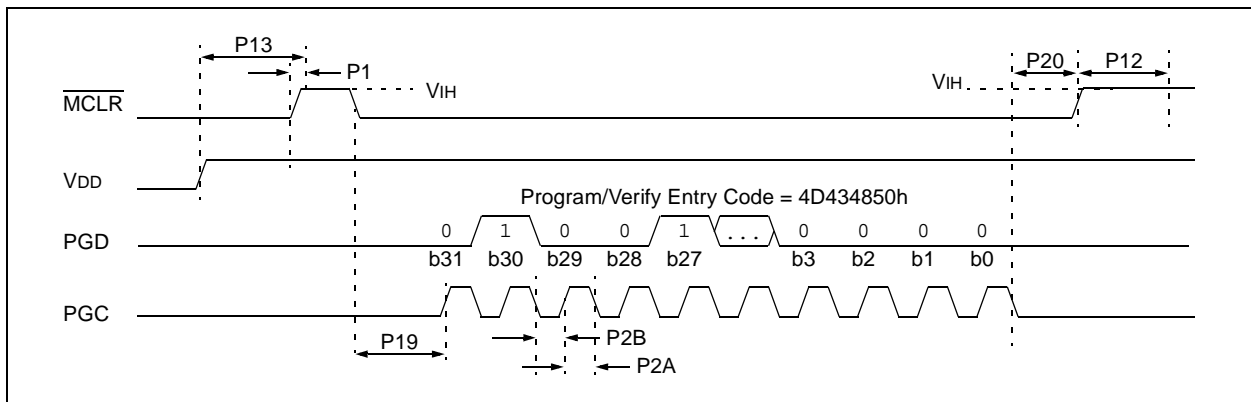 P13
P1
MCLR
VIH
VIH
P20
P12
VDD
Program/Verify Entry Code = 4D434850h
PGD
0 1 0 0 1 ... 0 0 0 0
b31 b30 b29 b28 b27 b3 b2 b1 b0
PGC
P19
P2B
P2A